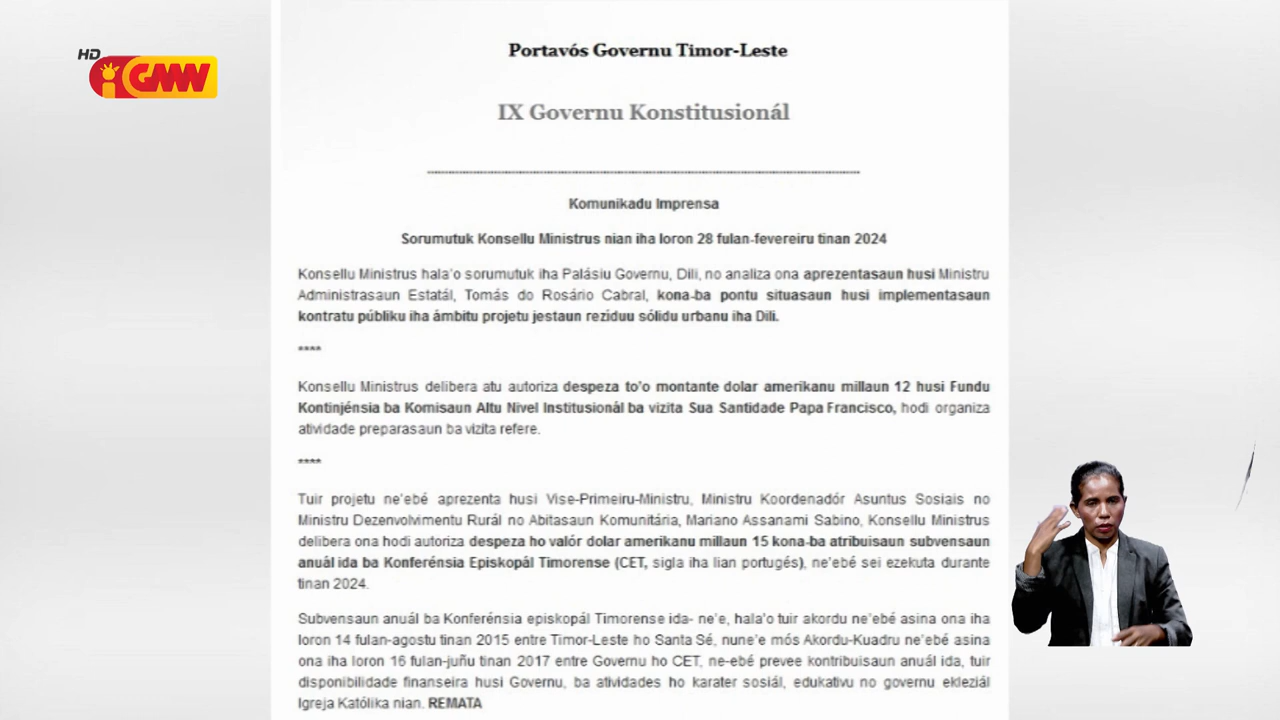 HD
GMN
Portavós Governu Timor-Leste
IX Governu Konstitusionál
Komunikadu Imprensa
Sorumutuk Konsellu Ministrus nian iha loron 28 fulan-fevereiru tinan 2024
Konsellu Ministrus hala'o sorumutuk iha Palásiu Governu, Dili, no analiza ona aprezentasaun husi Ministru
Administrasaun Estatál, Tomás do Rosário Cabral, kona-ba pontu situasaun husi implementasaun
kontratu públiku iha ámbitu projetu jestaun rezíduu sólidu urbanu iha Dili.
****
Konsellu Ministrus delibera atu autoriza despeza to'o montante dolar amerikanu millaun 12 husi Fundu
Kontinjénsia ba Komisaun Altu Nivel Institusionál ba vizita Sua Santidade Papa Francisco, hodi organiza
atividade preparasaun ba vizita refere.
****
Tuir projetu ne'ebé aprezenta husi Vise-Primeiru-Ministru, Ministru Koordenadór Asuntus Sosiais no
Ministru Dezenvolvimentu Rurál no Abitasaun Komunitária, Mariano Assanami Sabino, Konsellu Ministrus
delibera ona hodi autoriza despeza ho valór dolar amerikanu millaun 15 kona-ba atribuisaun subvensaun
anuál ida ba Konferénsia Episkopál Timorense (CET, sigla iha lian portugés), ne'ebé sei ezekuta durante
tinan 2024.
Subvensaun anuál ba Konferénsia episkopál Timorense ida- ne'e, hala'o tuir akordu ne'ebé asina ona iha
loron 14 fulan-agostu tinan 2015 entre Timor-Leste ho Santa Sé, nune'e mós Akordu-Kuadru ne'ebé asina
ona iha loron 16 fulan-juñu tinan 2017 entre Governu ho CET, ne-ebé prevee kontribuisaun anuál ida, tuir
disponibilidade finanseira husi Governu, ba atividades ho karater sosiál, edukativu no governu ekleziál
Igreja Katólika nian. REMATA